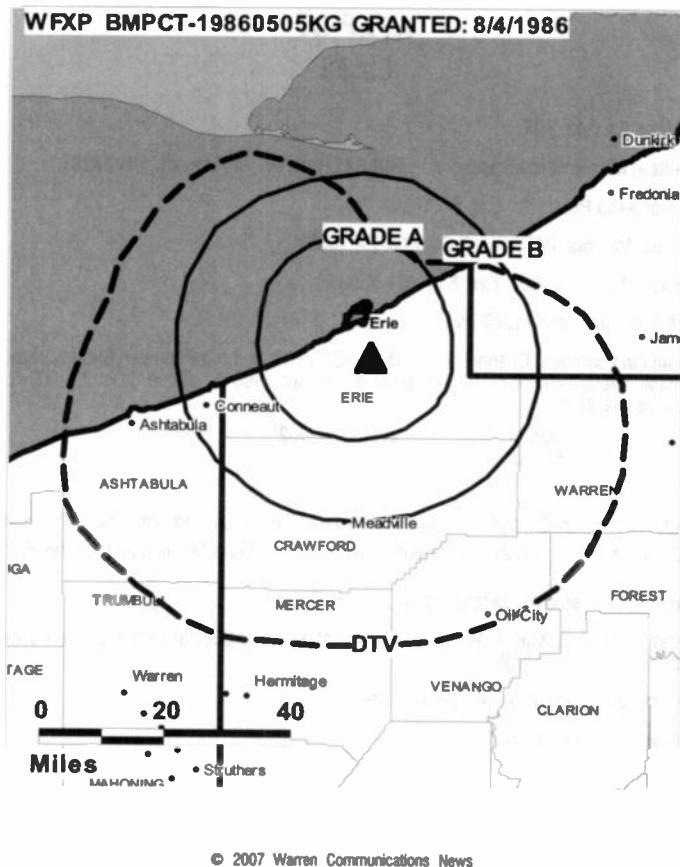 WFXP BMPCT-19860505KG GRANTED: 8/4/1986
Dunkirk
Fredonia
GRADE A
GRADE B
Erie
Jam
ERIE
Conneaut
Ashtabula
ASHTABULA
WARREN
Meadville
CRAWFORD
FOREST
TRUMBULL
MERCER
Oil City
DTV
TAGE
Warren
Hermitage
VENANGO
CLARION
0 20 40
Miles
Struthers
MAHONING
© 2007 Warren Communications News